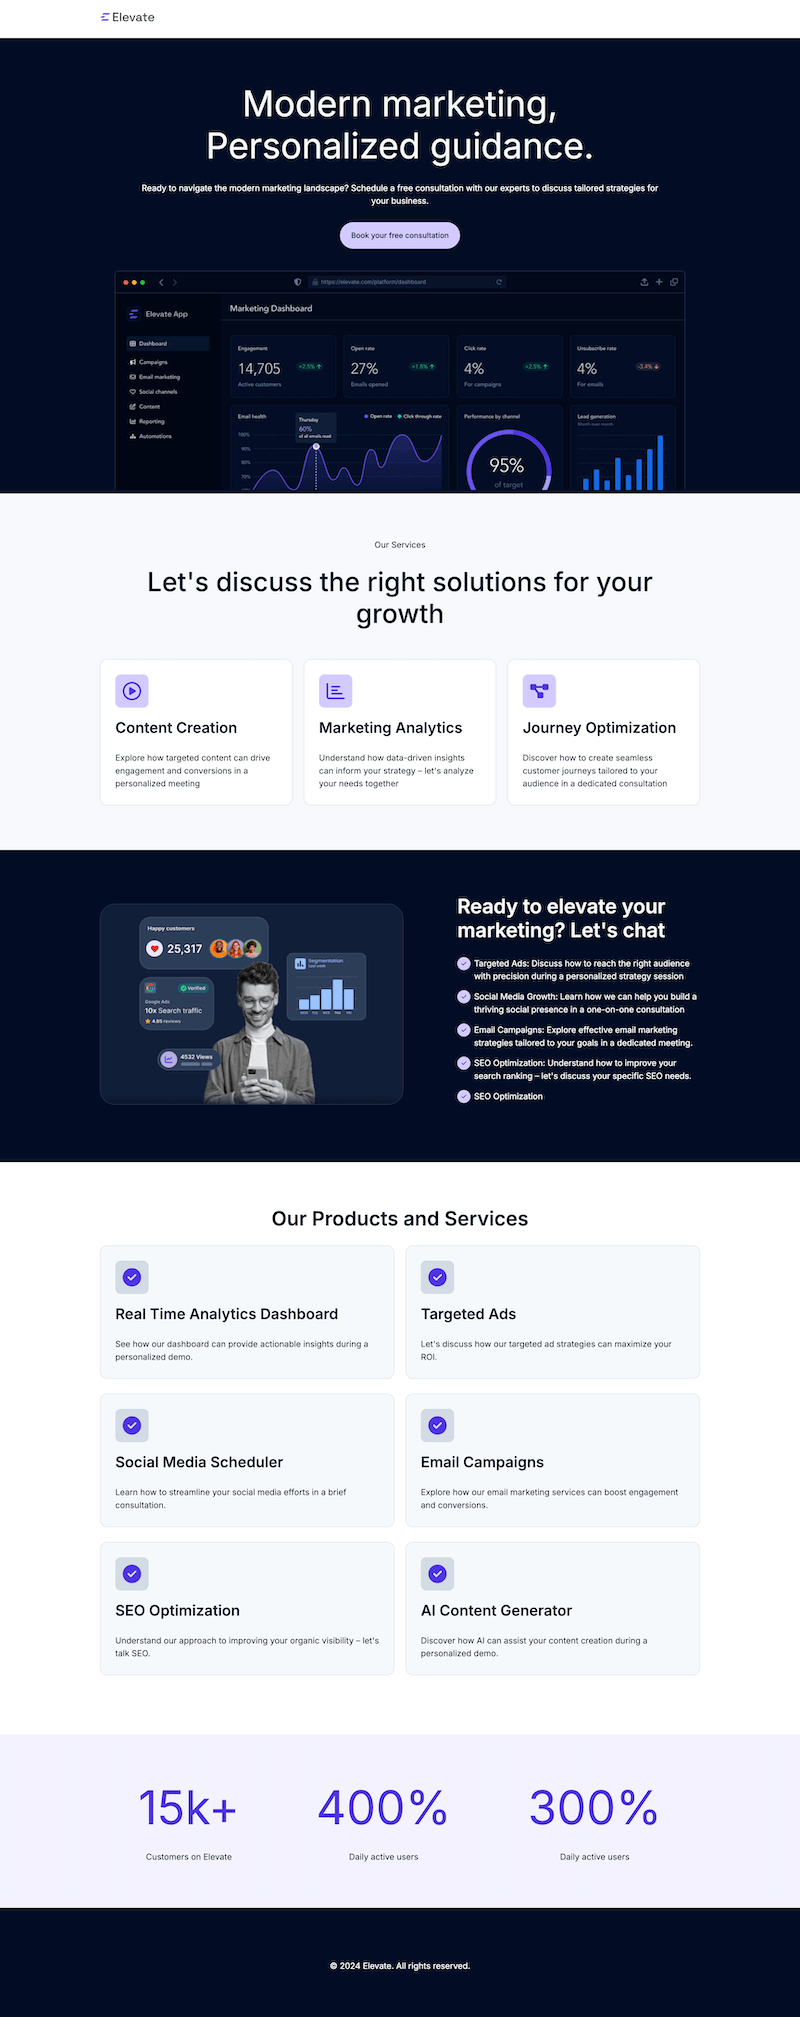 Elevate
Modern marketing,
Personalized guidance.
Ready to navigate the modern marketing landscape? Schedule a free consultation with our experts to discuss tailored strategies for
your business.
Book your free consultation
https://elevate.com/platform/dashboard
Elevate App
Marketing Dashboard
Dashboard
Campaigns
Email marketing
Social channels
Content
Reporting
Automations
Engagement
14,705
+2.5%
Active customers
Open rate
27%
+1.8%
Emails opened
Click rate
4%
+2.5%
For campaigns
Unsubscribe rate
4%
-3.4%
For emails
Email health
Thursday
60%
of all emails read
Open rate
Click through rate
100%
90%
80%
70%
Performance by channel
95%
of target
Lead generation
Month over month
Our Services
Let's discuss the right solutions for your
growth
Content Creation
Explore how targeted content can drive
engagement and conversions in a
personalized meeting
Marketing Analytics
Understand how data-driven insights
can inform your strategy – let's analyze
your needs together
Journey Optimization
Discover how to create seamless
customer journeys tailored to your
audience in a dedicated consultation
Happy customers
25,317
Segmentation
Last week
MON TUE WED THU FRI
Verified
Google Ads
10x Search traffic
4.85 reviews
4532 Views
Ready to elevate your
marketing? Let's chat
Targeted Ads: Discuss how to reach the right audience
with precision during a personalized strategy session
Social Media Growth: Learn how we can help you build a
thriving social presence in a one-on-one consultation
Email Campaigns: Explore effective email marketing
strategies tailored to your goals in a dedicated meeting.
SEO Optimization: Understand how to improve your
search ranking – let's discuss your specific SEO needs.
SEO Optimization
Our Products and Services
Real Time Analytics Dashboard
See how our dashboard can provide actionable insights during a
personalized demo.
Targeted Ads
Let's discuss how our targeted ad strategies can maximize your
ROI.
Social Media Scheduler
Learn how to streamline your social media efforts in a brief
consultation.
Email Campaigns
Explore how our email marketing services can boost engagement
and conversions.
SEO Optimization
Understand our approach to improving your organic visibility – let's
talk SEO.
AI Content Generator
Discover how AI can assist your content creation during a
personalized demo.
15k+
Customers on Elevate
400%
Daily active users
300%
Daily active users
© 2024 Elevate. All rights reserved.